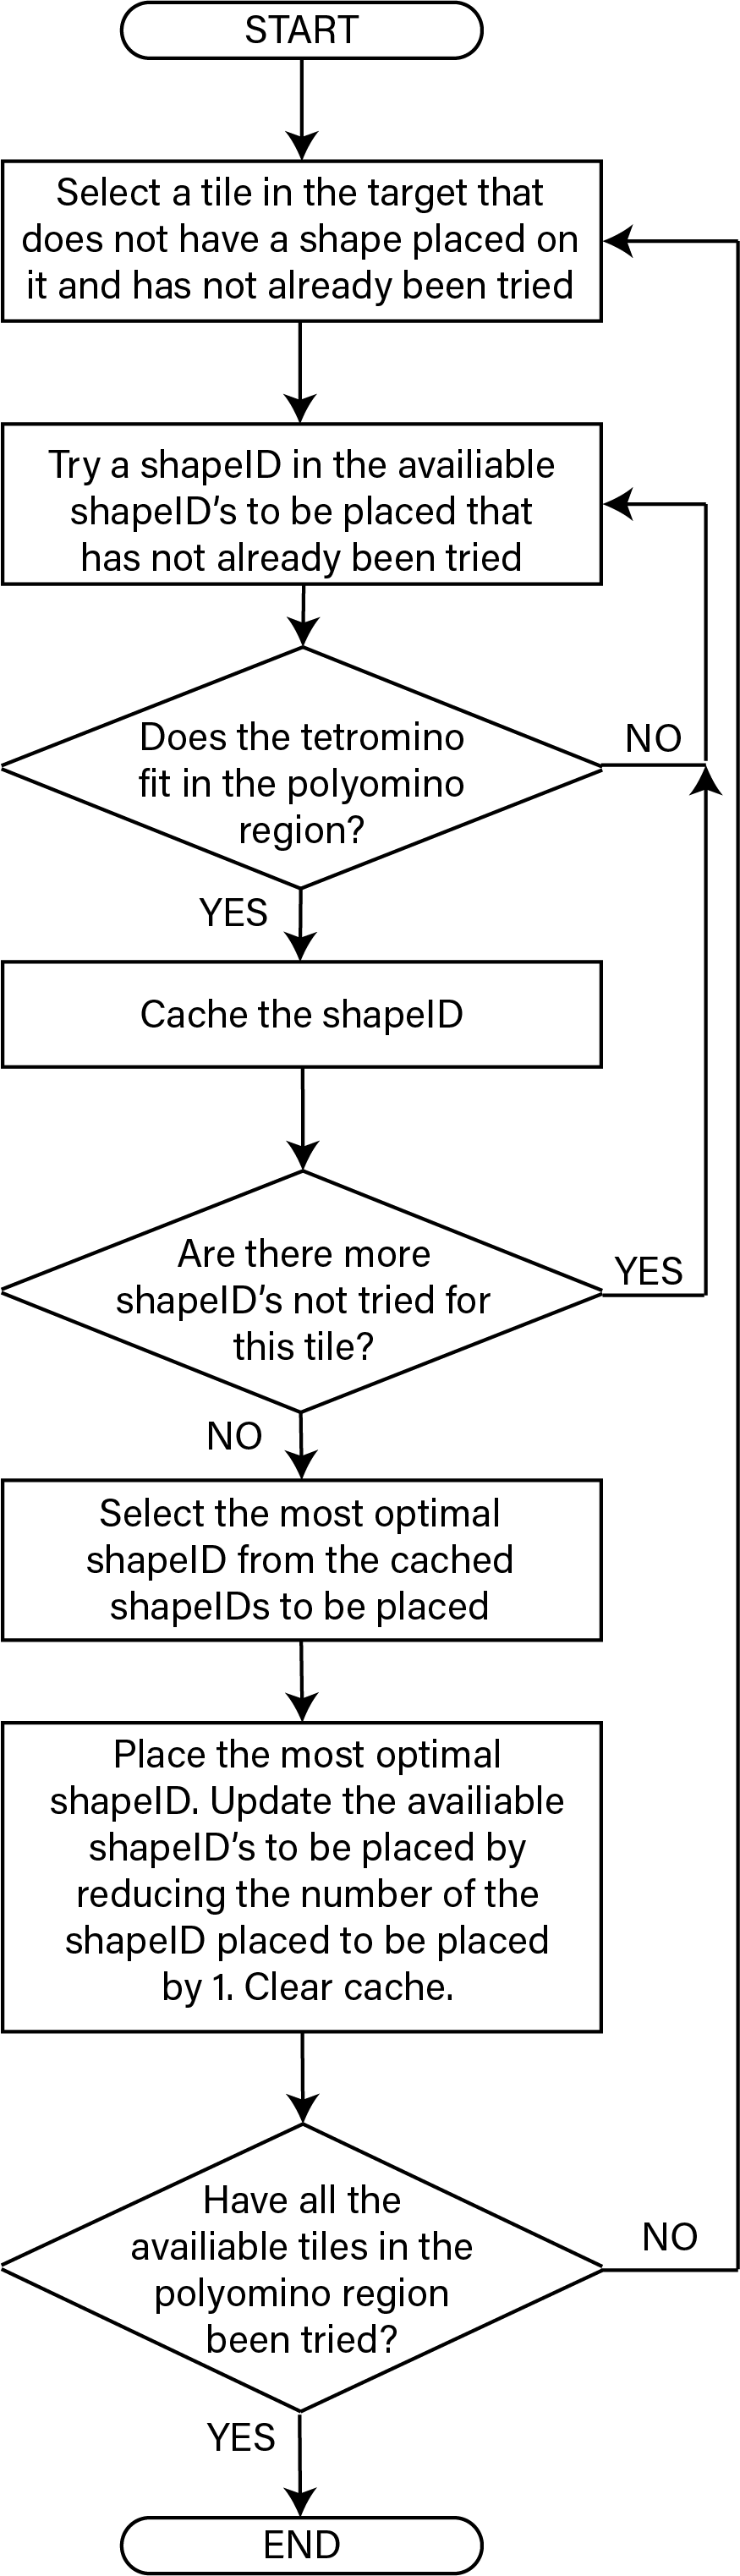 START
Select a tile in the target that
does not have a shape placed on
it and has not already been tried
Try a shapeID in the availiable
shapeID's to be placed that
has not already been tried
Does the tetromino
fit in the polyomino
region?
NO
YES
Cache the shapeID
Are there more
shapeID's not tried for
this tile?
YES
NO
Select the most optimal
shapeID from the cached
shapeIDs to be placed
Place the most optimal
shapeID. Update the availiable
shapeID's to be placed by
reducing the number of the
shapeID placed to be placed
by 1. Clear cache.
Have all the
availiable tiles in the
polyomino region
been tried?
NO
YES
END